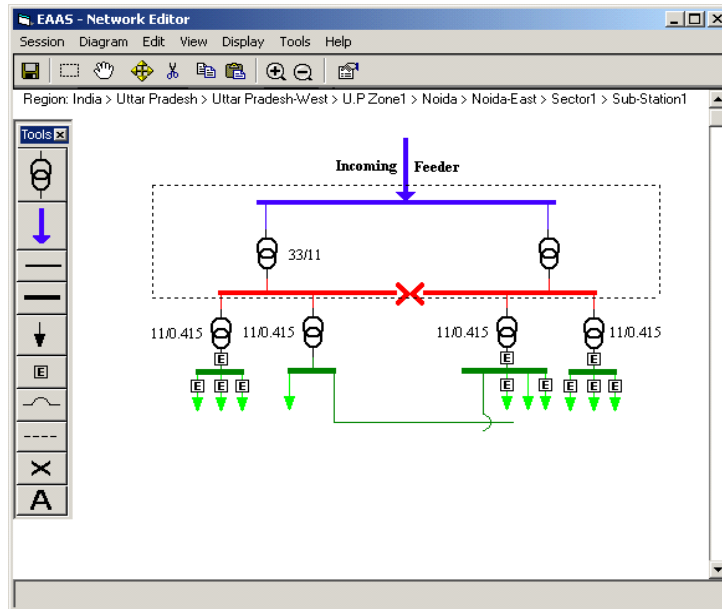 EAAS - Network Editor
Session Diagram Edit View Display Tools Help
Region: India > Uttar Pradesh > Uttar Pradesh-West > U.P Zone1 > Noida > Noida-East > Sector1 > Sub-Station1
Tools
Incoming Feeder
33/11
11/0.415 11/0.415 11/0.415 11/0.415
E E
E E E E E E E E
E
A